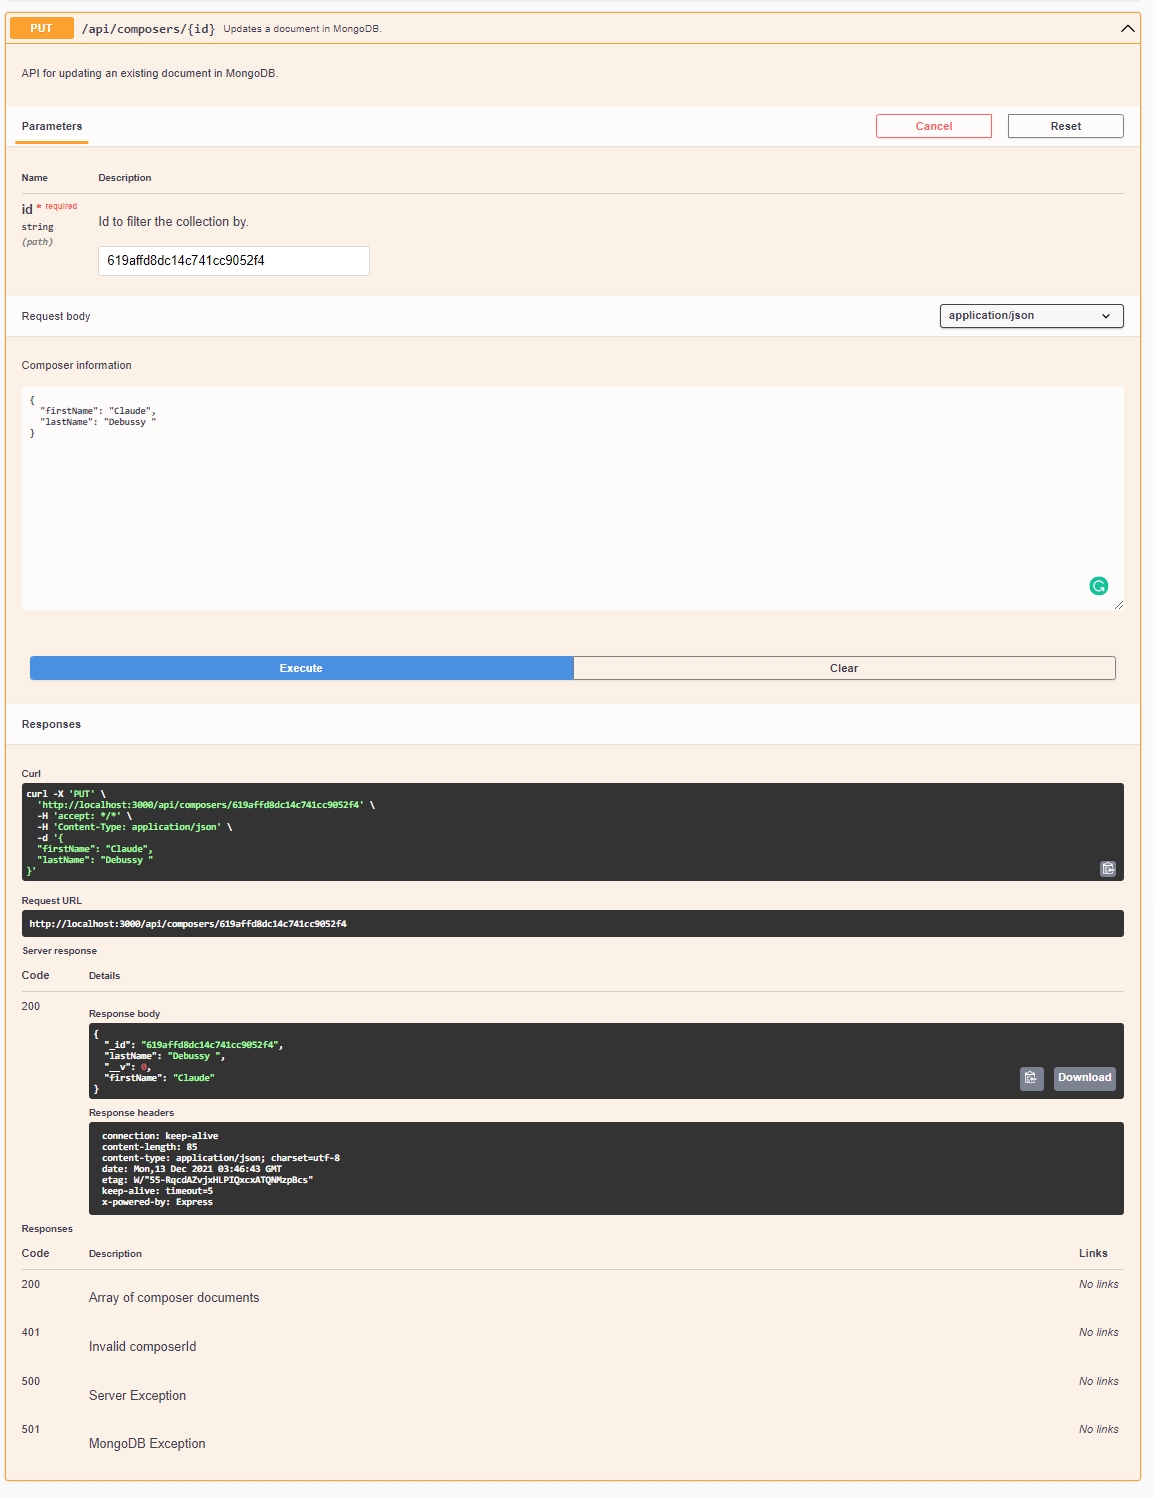 PUT /api/composers/{id} Updates a document in MongoDB.
API for updating an existing document in MongoDB.
Parameters Cancel Reset
Name Description
id * required
string
(path)
Id to filter the collection by.
619affd8dc14c741cc9052f4
Request body application/json
Composer information
{
  "firstName": "Claude",
  "lastName": "Debussy "
}
Execute Clear
Responses
Curl
curl -X 'PUT' \
  'http://localhost:3000/api/composers/619affd8dc14c741cc9052f4' \
  -H 'accept: */*' \
  -H 'Content-Type: application/json' \
  -d '{
  "firstName": "Claude",
  "lastName": "Debussy "
}'
Request URL
http://localhost:3000/api/composers/619affd8dc14c741cc9052f4
Server response
Code Details
200
Response body
{
  "_id": "619affd8dc14c741cc9052f4",
  "lastName": "Debussy ",
  "__v": 0,
  "firstName": "Claude"
}
Download
Response headers
connection: keep-alive
content-length: 85
content-type: application/json; charset=utf-8
date: Mon,13 Dec 2021 03:46:43 GMT
etag: W/"55-RqcdAZvjxHLPIQxcxATQNMzpBcs"
keep-alive: timeout=5
x-powered-by: Express
Responses
Code Description Links
200 No links
Array of composer documents
401 No links
Invalid composerId
500 No links
Server Exception
501 No links
MongoDB Exception